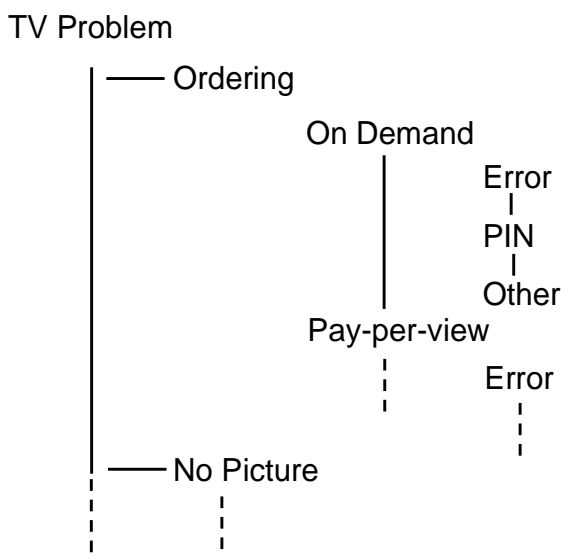 TV Problem
Ordering
On Demand
Error
PIN
Other
Pay-per-view
Error
No Picture